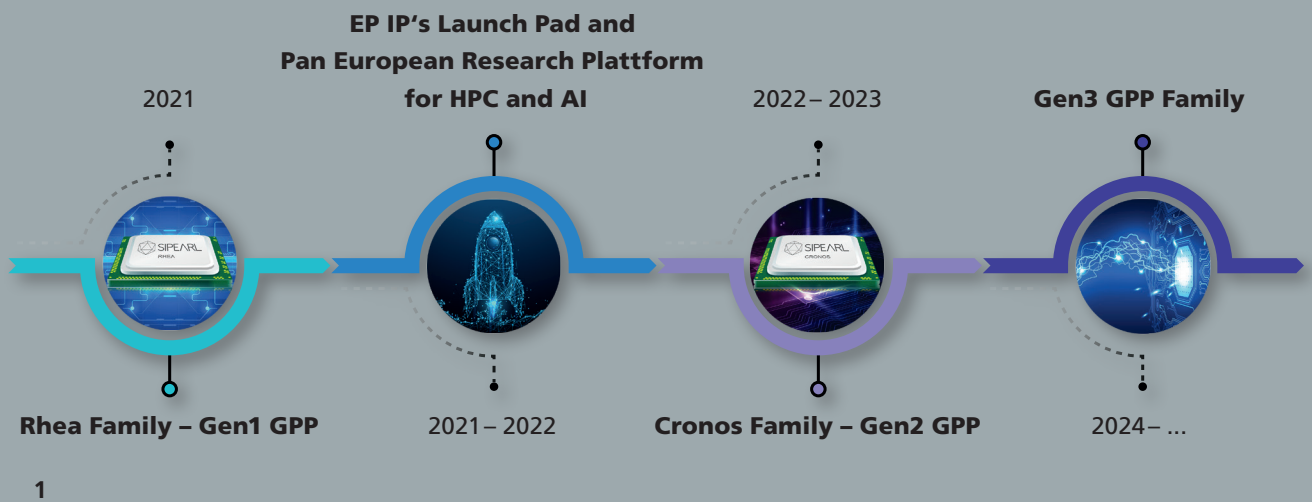 EP IP‘s Launch Pad and
Pan European Research Plattform
for HPC and AI
2021
2022 – 2023
Gen3 GPP Family
SIPEARL
RHEA
SIPEARL
CRONOS
Rhea Family – Gen1 GPP
2021 – 2022
Cronos Family – Gen2 GPP
2024 – ...
1